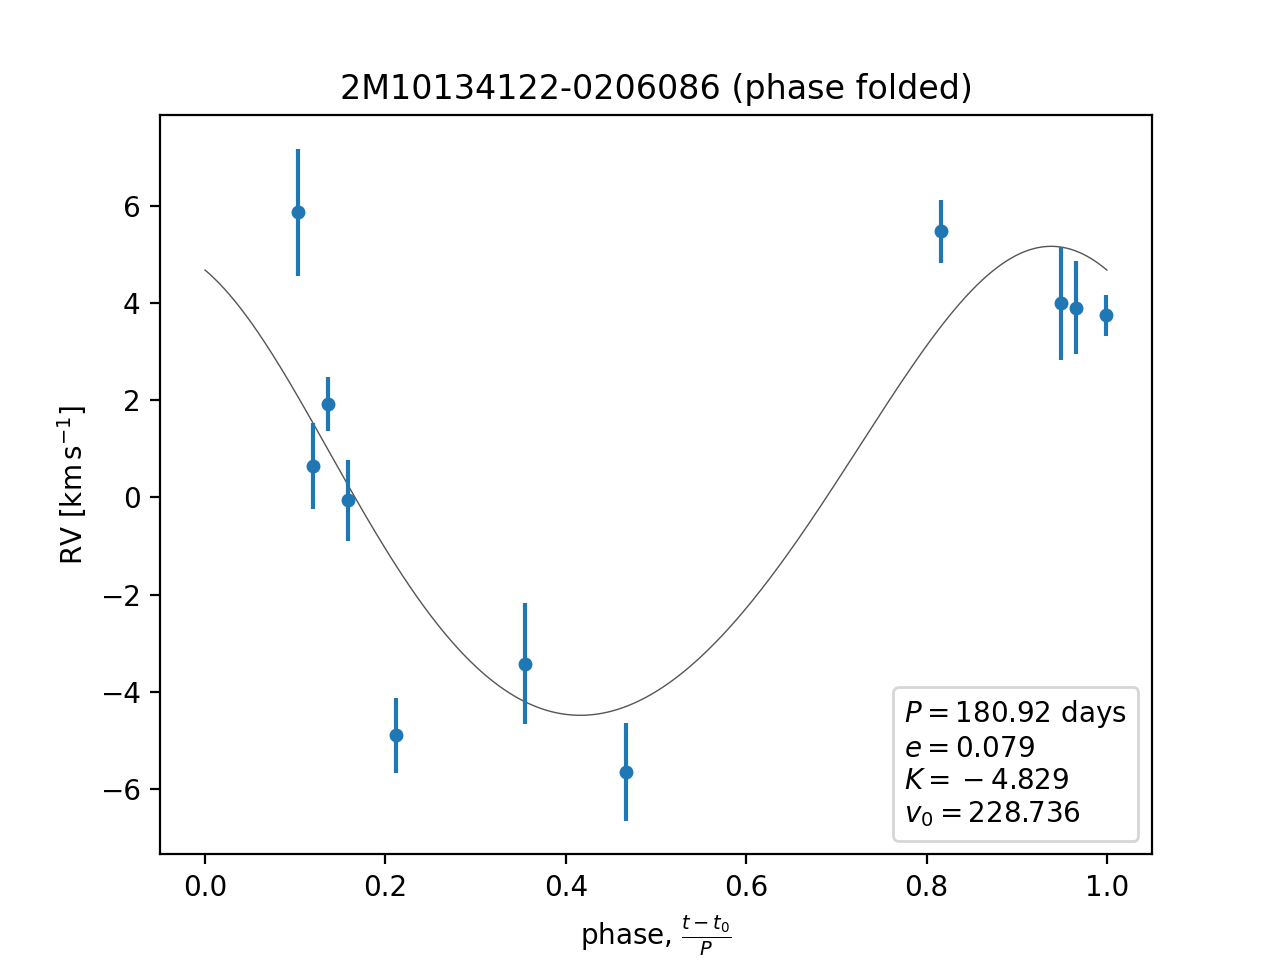 2M10134122-0206086 (phase folded)
RV [km s⁻¹]
6
4
2
0
−2
−4
−6
P = 180.92 days
e = 0.079
K = −4.829
v₀ = 228.736
0.0 0.2 0.4 0.6 0.8 1.0
phase, (t − t₀)/P